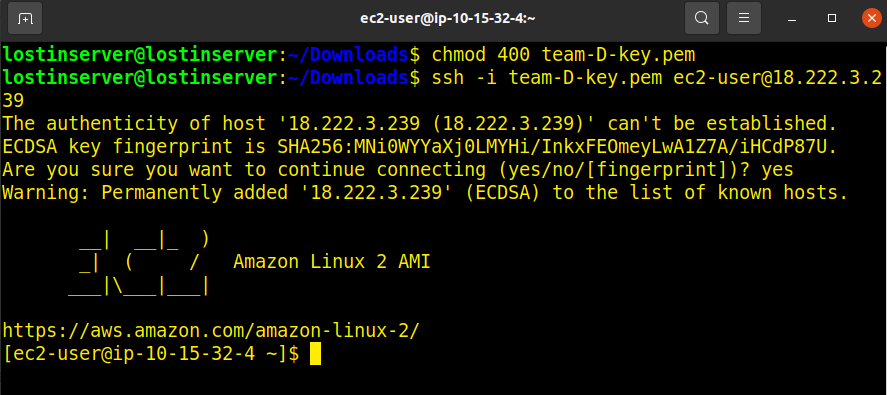 ec2-user@ip-10-15-32-4:~
lostinserver@lostinserver:~/Downloads$ chmod 400 team-D-key.pem
lostinserver@lostinserver:~/Downloads$ ssh -i team-D-key.pem ec2-user@18.222.3.2
39
The authenticity of host '18.222.3.239 (18.222.3.239)' can't be established.
ECDSA key fingerprint is SHA256:MNi0WYYaXj0LMYHi/InkxFEOmeyLwA1Z7A/iHCdP87U.
Are you sure you want to continue connecting (yes/no/[fingerprint])? yes
Warning: Permanently added '18.222.3.239' (ECDSA) to the list of known hosts.
       __|  __|_  )
       _|  (     /   Amazon Linux 2 AMI
      ___|\___|___|
https://aws.amazon.com/amazon-linux-2/
[ec2-user@ip-10-15-32-4 ~]$